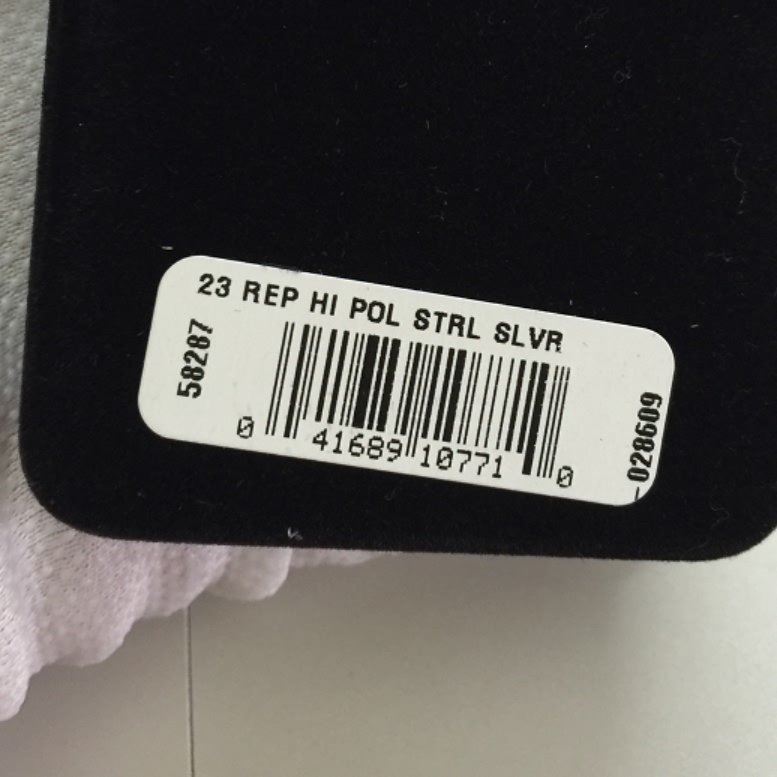 23 REP HI POL STRL SLVR
58287
0 41689 10771 0
-028609